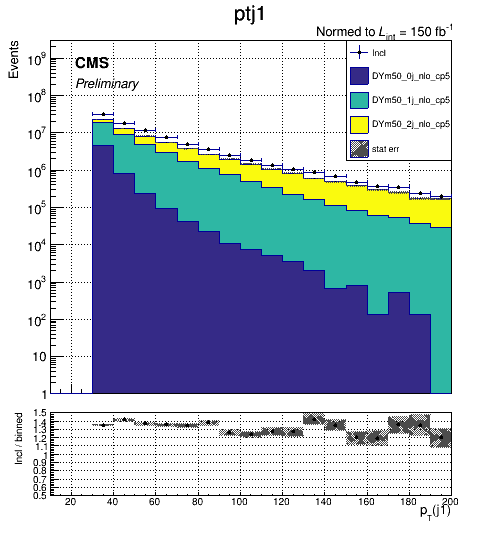 ptj1
Normed to L_int = 150 fb^-1
Events
CMS
Preliminary
Incl
DYm50_0j_nlo_cp5
DYm50_1j_nlo_cp5
DYm50_2j_nlo_cp5
stat err
10^9
10^8
10^7
10^6
10^5
10^4
10^3
10^2
10
1
Incl / binned
1.5
1.4
1.3
1.2
1.1
1
0.9
0.8
0.7
0.6
0.5
20 40 60 80 100 120 140 160 180 200
p_T(j1)